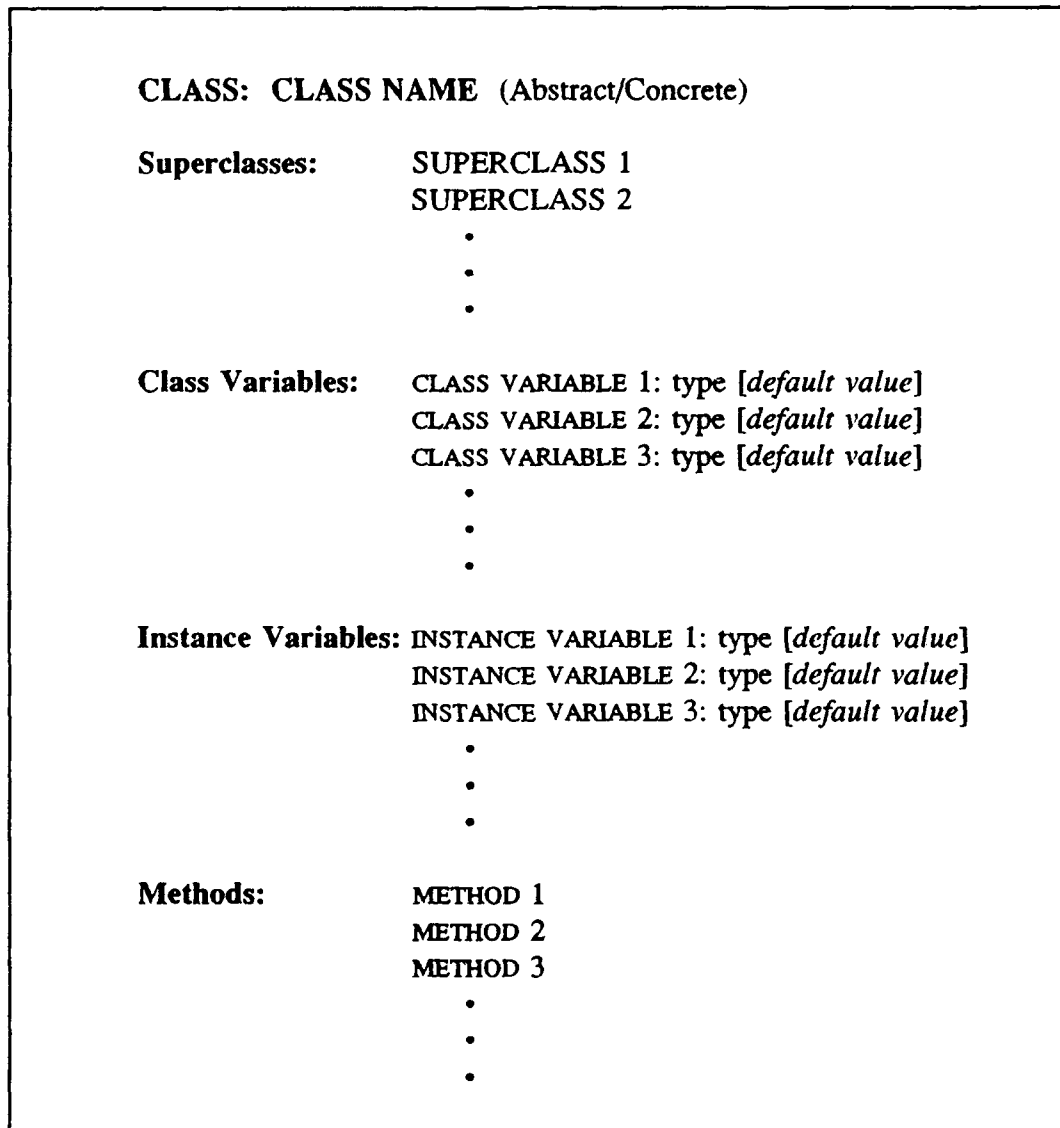 CLASS: CLASS NAME (Abstract/Concrete)
Superclasses: SUPERCLASS 1
SUPERCLASS 2
•
•
•
Class Variables: CLASS VARIABLE 1: type [default value]
CLASS VARIABLE 2: type [default value]
CLASS VARIABLE 3: type [default value]
•
•
•
Instance Variables: INSTANCE VARIABLE 1: type [default value]
INSTANCE VARIABLE 2: type [default value]
INSTANCE VARIABLE 3: type [default value]
•
•
•
Methods: METHOD 1
METHOD 2
METHOD 3
•
•
•